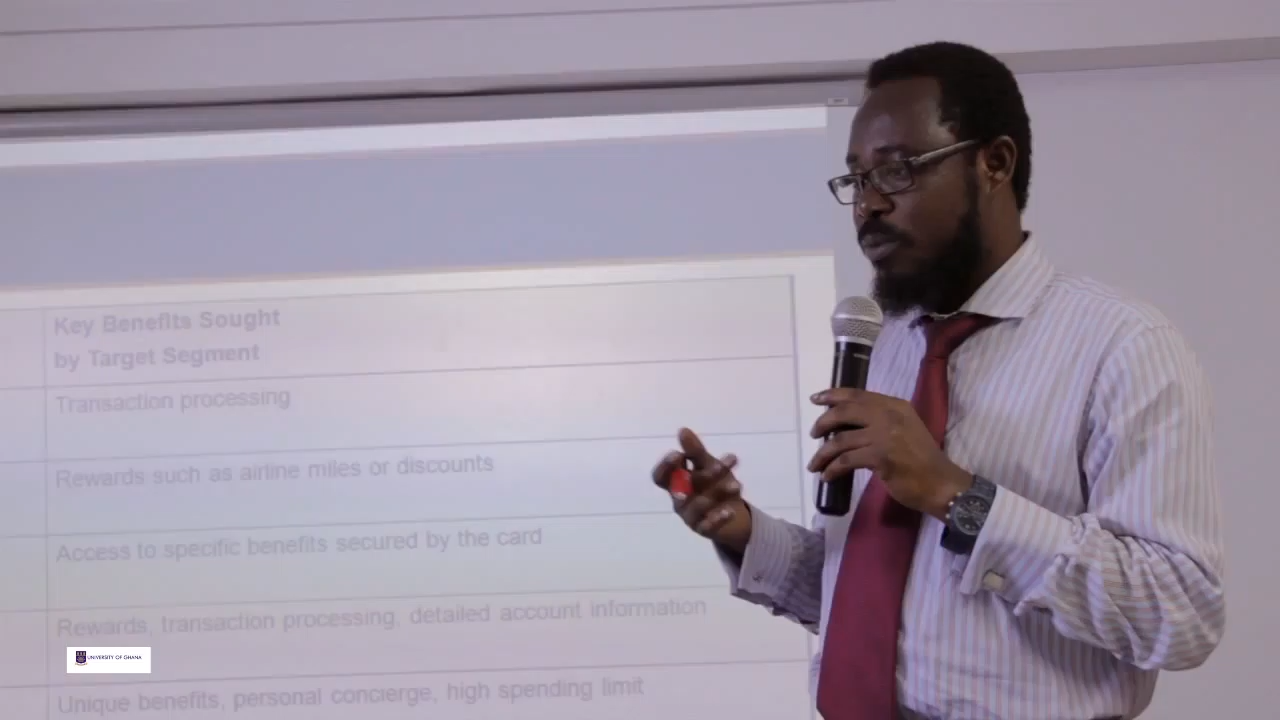 Key Benefits Sought
by Target Segment
Transaction processing
Rewards such as airline miles or discounts
Access to specific benefits secured by the card
Rewards, transaction processing, detailed account information
Unique benefits, personal concierge, high spending limit
UNIVERSITY OF GHANA